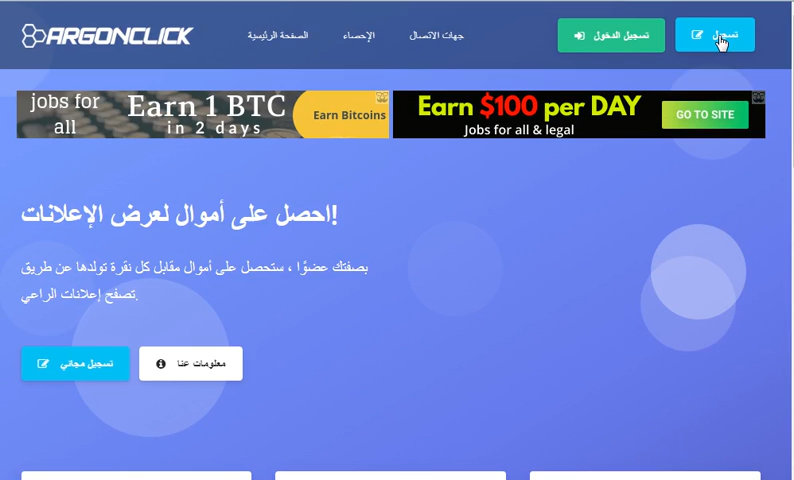 ARGONCLICK
الصفحة الرئيسية
الإحصاء
جهات الاتصال
تسجيل الدخول
تسجيل
jobs for
all
Earn 1 BTC
in 2 days
Earn Bitcoins
Earn $100 per DAY
Jobs for all & legal
GO TO SITE
احصل على أموال لعرض الإعلانات!
بصفتك عضوًا ، ستحصل على أموال مقابل كل نقرة تولدها عن طريق
تصفح إعلانات الراعي.
تسجيل مجاني
معلومات عنا